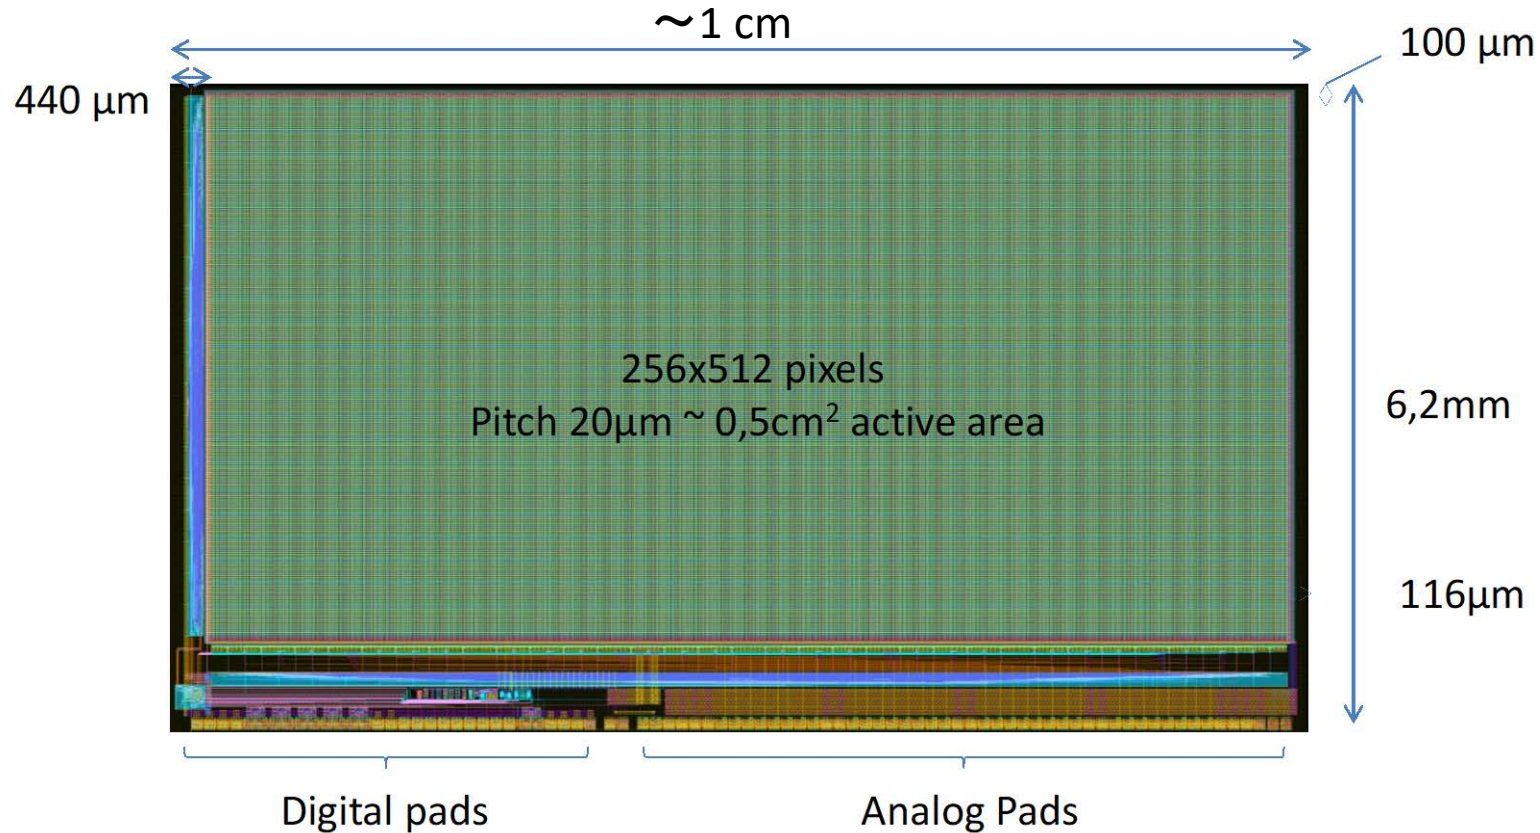 ~1 cm
100 µm
440 µm
256x512 pixels
Pitch 20µm ~ 0,5cm² active area
6,2mm
116µm
Digital pads
Analog Pads